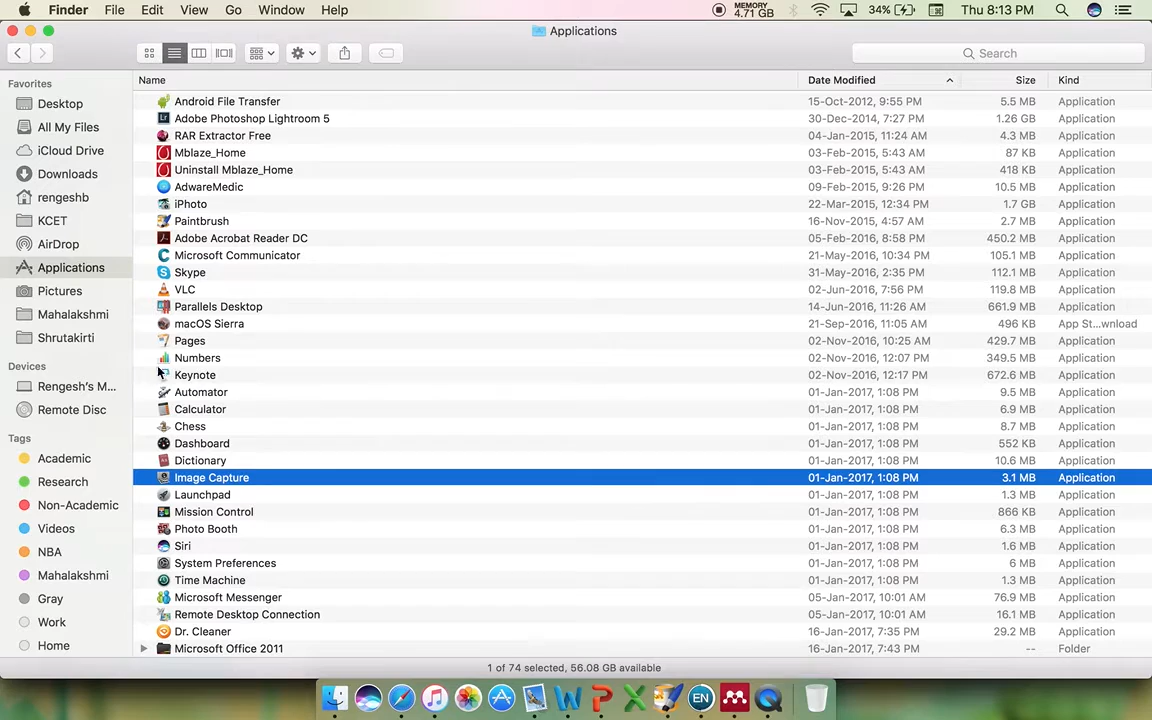 Finder File Edit View Go Window Help MEMORY 4.71 GB 34% Thu 8:13 PM
Applications
Search
Favorites
Desktop
All My Files
iCloud Drive
Downloads
rengeshb
KCET
AirDrop
Applications
Pictures
Mahalakshmi
Shrutakirti
Devices
Rengesh's M...
Remote Disc
Tags
Academic
Research
Non-Academic
Videos
NBA
Mahalakshmi
Gray
Work
Home
Name Date Modified Size Kind
Android File Transfer 15-Oct-2012, 9:55 PM 5.5 MB Application
Adobe Photoshop Lightroom 5 30-Dec-2014, 7:27 PM 1.26 GB Application
RAR Extractor Free 04-Jan-2015, 11:24 AM 4.3 MB Application
Mblaze_Home 03-Feb-2015, 5:43 AM 87 KB Application
Uninstall Mblaze_Home 03-Feb-2015, 5:43 AM 418 KB Application
AdwareMedic 09-Feb-2015, 9:26 PM 10.5 MB Application
iPhoto 22-Mar-2015, 12:34 PM 1.7 GB Application
Paintbrush 16-Nov-2015, 4:57 AM 2.7 MB Application
Adobe Acrobat Reader DC 05-Feb-2016, 8:58 PM 450.2 MB Application
Microsoft Communicator 21-May-2016, 10:34 PM 105.1 MB Application
Skype 31-May-2016, 2:35 PM 112.1 MB Application
VLC 02-Jun-2016, 7:56 PM 119.8 MB Application
Parallels Desktop 14-Jun-2016, 11:26 AM 661.9 MB Application
macOS Sierra 21-Sep-2016, 11:05 AM 496 KB App St...wnload
Pages 02-Nov-2016, 10:25 AM 429.7 MB Application
Numbers 02-Nov-2016, 12:07 PM 349.5 MB Application
Keynote 02-Nov-2016, 12:17 PM 672.6 MB Application
Automator 01-Jan-2017, 1:08 PM 9.5 MB Application
Calculator 01-Jan-2017, 1:08 PM 6.9 MB Application
Chess 01-Jan-2017, 1:08 PM 8.7 MB Application
Dashboard 01-Jan-2017, 1:08 PM 552 KB Application
Dictionary 01-Jan-2017, 1:08 PM 10.6 MB Application
Image Capture 01-Jan-2017, 1:08 PM 3.1 MB Application
Launchpad 01-Jan-2017, 1:08 PM 1.3 MB Application
Mission Control 01-Jan-2017, 1:08 PM 866 KB Application
Photo Booth 01-Jan-2017, 1:08 PM 6.3 MB Application
Siri 01-Jan-2017, 1:08 PM 1.6 MB Application
System Preferences 01-Jan-2017, 1:08 PM 6 MB Application
Time Machine 01-Jan-2017, 1:08 PM 1.3 MB Application
Microsoft Messenger 05-Jan-2017, 10:01 AM 76.9 MB Application
Remote Desktop Connection 05-Jan-2017, 10:01 AM 16.1 MB Application
Dr. Cleaner 16-Jan-2017, 7:35 PM 29.2 MB Application
Microsoft Office 2011 16-Jan-2017, 7:43 PM -- Folder
1 of 74 selected, 56.08 GB available
EN